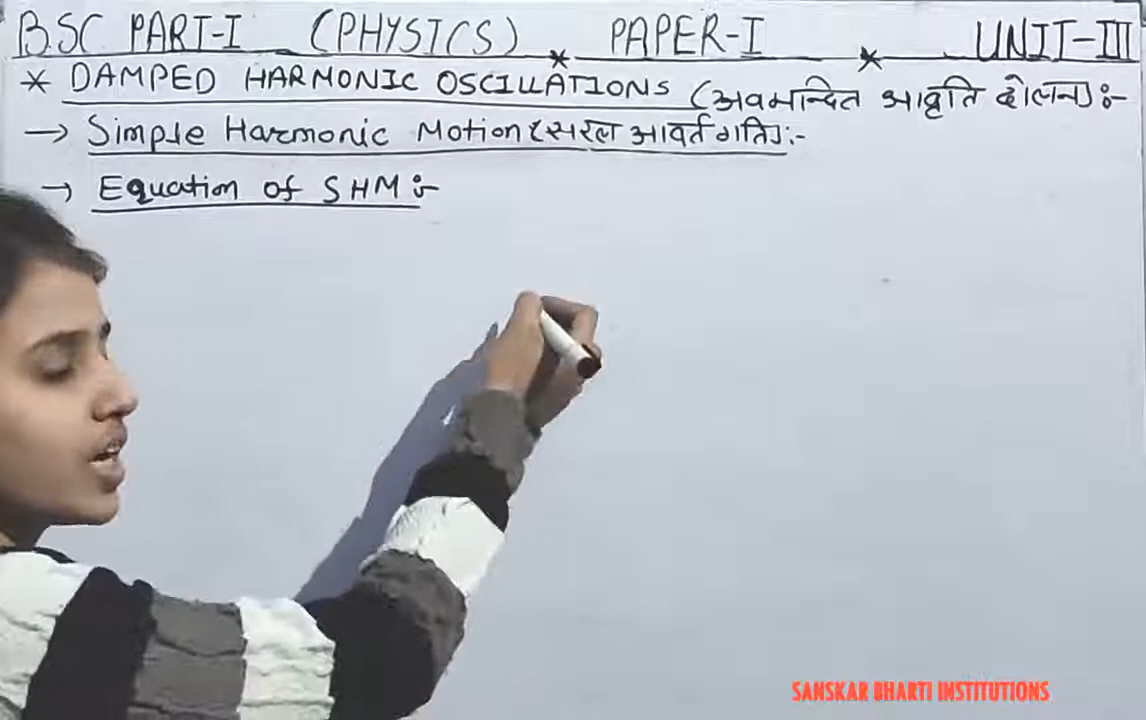 BSC PART-I (PHYSICS) * PAPER-I * UNIT-III
* DAMPED HARMONIC OSCILLATIONS (अवमन्दित आवृति दोलन) :-
→ Simple Harmonic Motion (सरल आवर्त गति) :-
→ Equation of SHM :-
SANSKAR BHARTI INSTITUTIONS